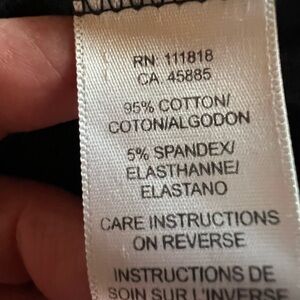 RN: 111818
CA 45885
95% COTTON/
COTON/ALGODON
5% SPANDEX/
ELASTHANNE/
ELASTANO
CARE INSTRUCTIONS
ON REVERSE
INSTRUCTIONS DE
SOIN SUR L'INVERSE